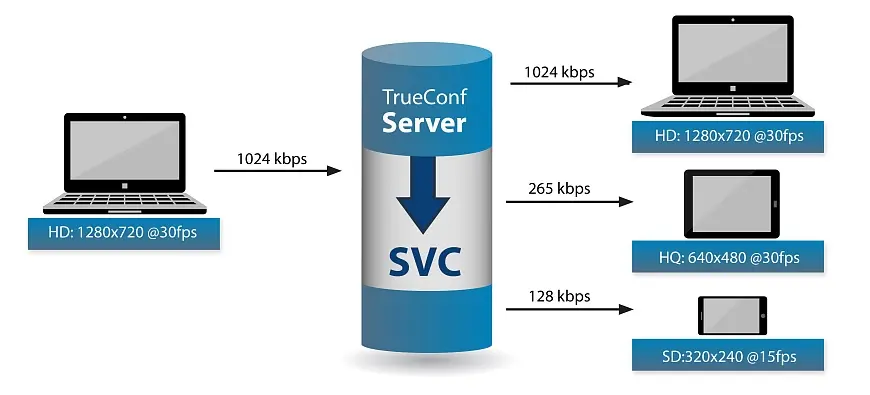 HD: 1280x720 @30fps
1024 kbps
TrueConf
Server
SVC
1024 kbps
HD: 1280x720 @30fps
265 kbps
HQ: 640x480 @30fps
128 kbps
SD:320x240 @15fps